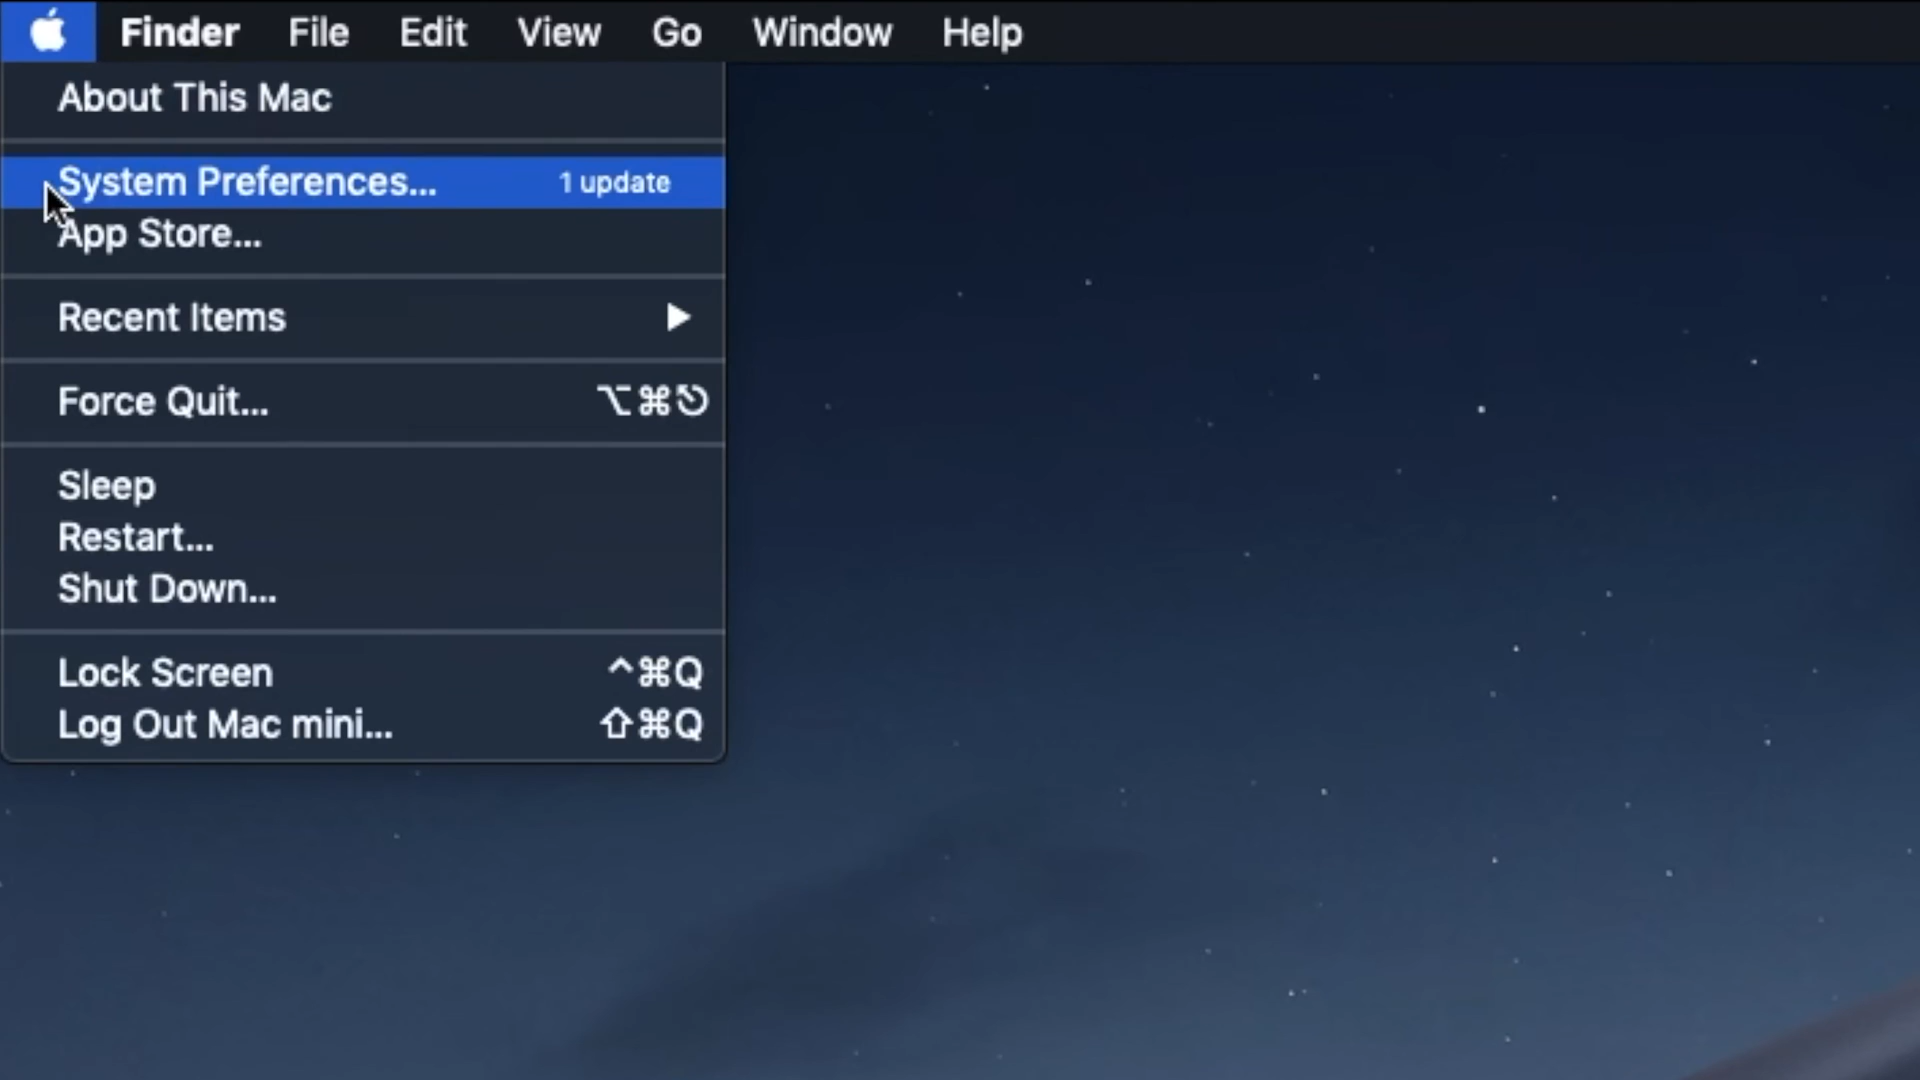 Finder File Edit View Go Window Help
About This Mac
System Preferences... 1 update
App Store...
Recent Items ▶
Force Quit... ⌥⌘⎋
Sleep
Restart...
Shut Down...
Lock Screen ^⌘Q
Log Out Mac mini... ⇧⌘Q